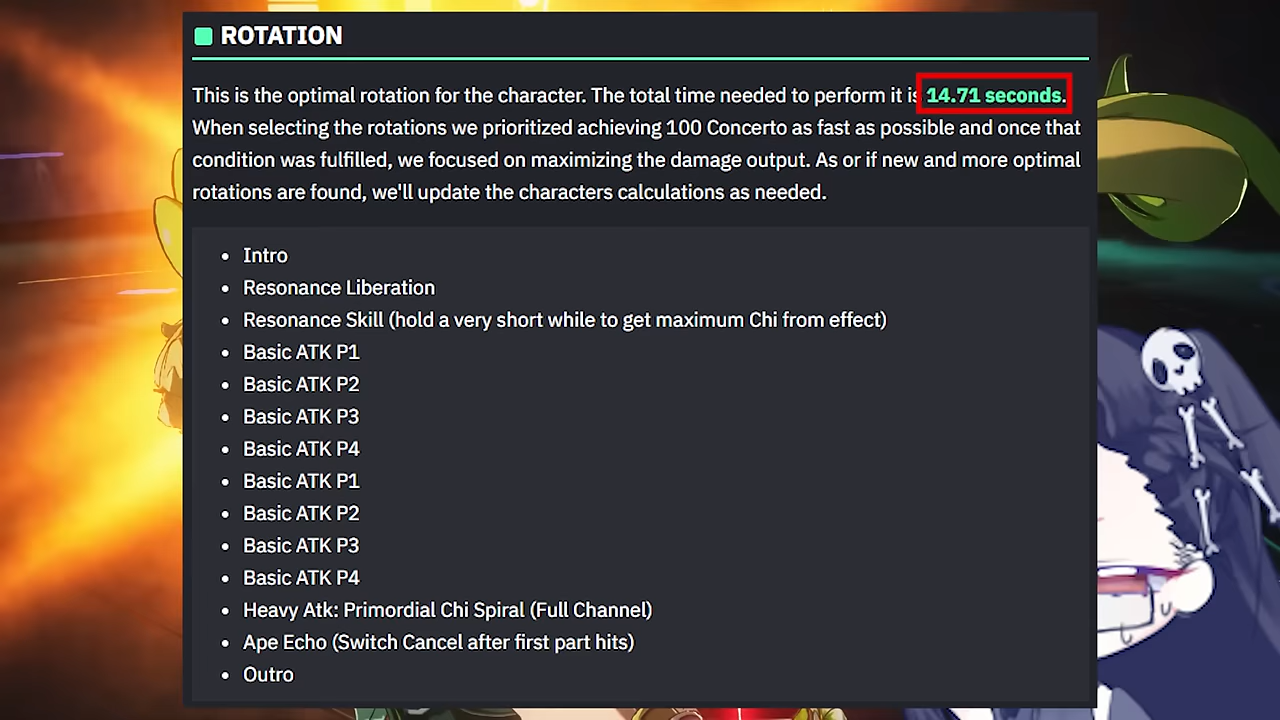 ROTATION
This is the optimal rotation for the character. The total time needed to perform it is 14.71 seconds.
When selecting the rotations we prioritized achieving 100 Concerto as fast as possible and once that
condition was fulfilled, we focused on maximizing the damage output. As or if new and more optimal
rotations are found, we'll update the characters calculations as needed.
• Intro
• Resonance Liberation
• Resonance Skill (hold a very short while to get maximum Chi from effect)
• Basic ATK P1
• Basic ATK P2
• Basic ATK P3
• Basic ATK P4
• Basic ATK P1
• Basic ATK P2
• Basic ATK P3
• Basic ATK P4
• Heavy Atk: Primordial Chi Spiral (Full Channel)
• Ape Echo (Switch Cancel after first part hits)
• Outro